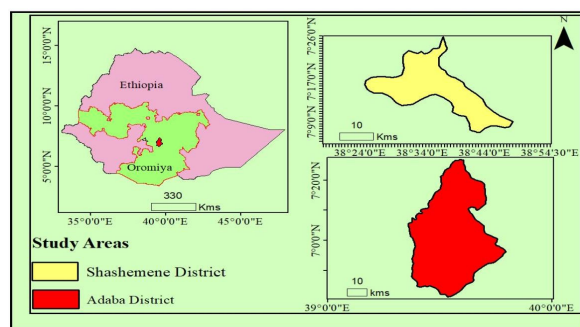 15°0'0"N
10°0'0"N
5°0'0"N
Ethiopia
Oromiya
330
Kms
35°0'0"E
40°0'0"E
45°0'0"E
N
7°26'0"N
7°17'0"N
7°9'0"N
10
Kms
38°24'0"E
38°34'0"E
38°44'0"E
38°54'30"E
7°20'0"N
7°0'0"N
10
kms
39°0'0"E
40°0'0"E
Study Areas
Shashemene District
Adaba District